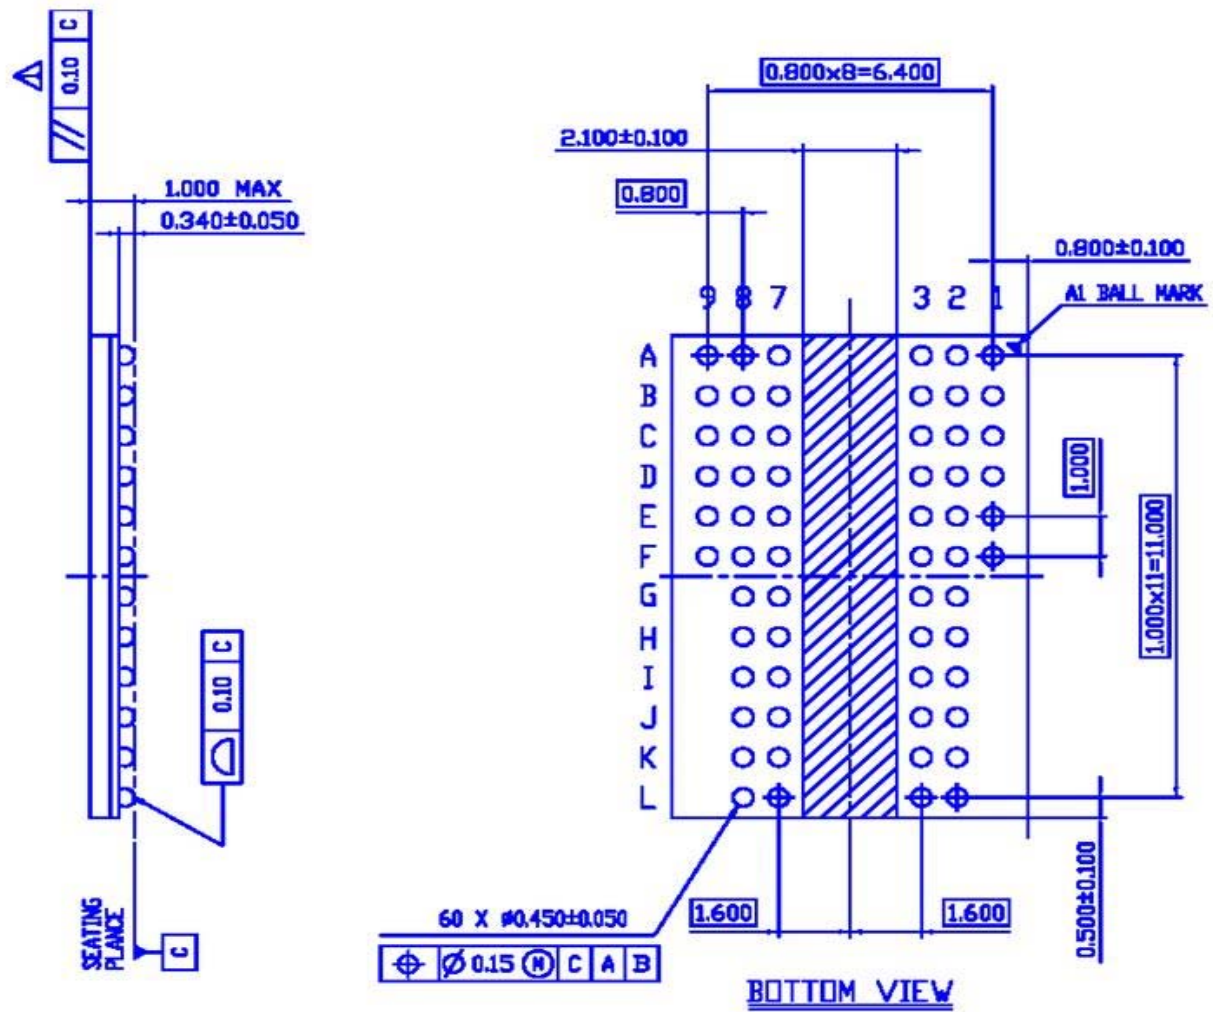 // 0.10 C
1.000 MAX
0.340±0.050
0.10 C
SEATING
PLANCE
C
0.800x8=6.400
2.100±0.100
0.800
0.800±0.100
9 8 7 3 2 1
A1 BALL MARK
A
B
C
D
E
F
G
H
I
J
K
L
1.000
1.000x11=11.000
0.500±0.100
1.600
1.600
60 X ø0.450±0.050
⌖ Ø 0.15 Ⓜ C A B
BOTTOM VIEW